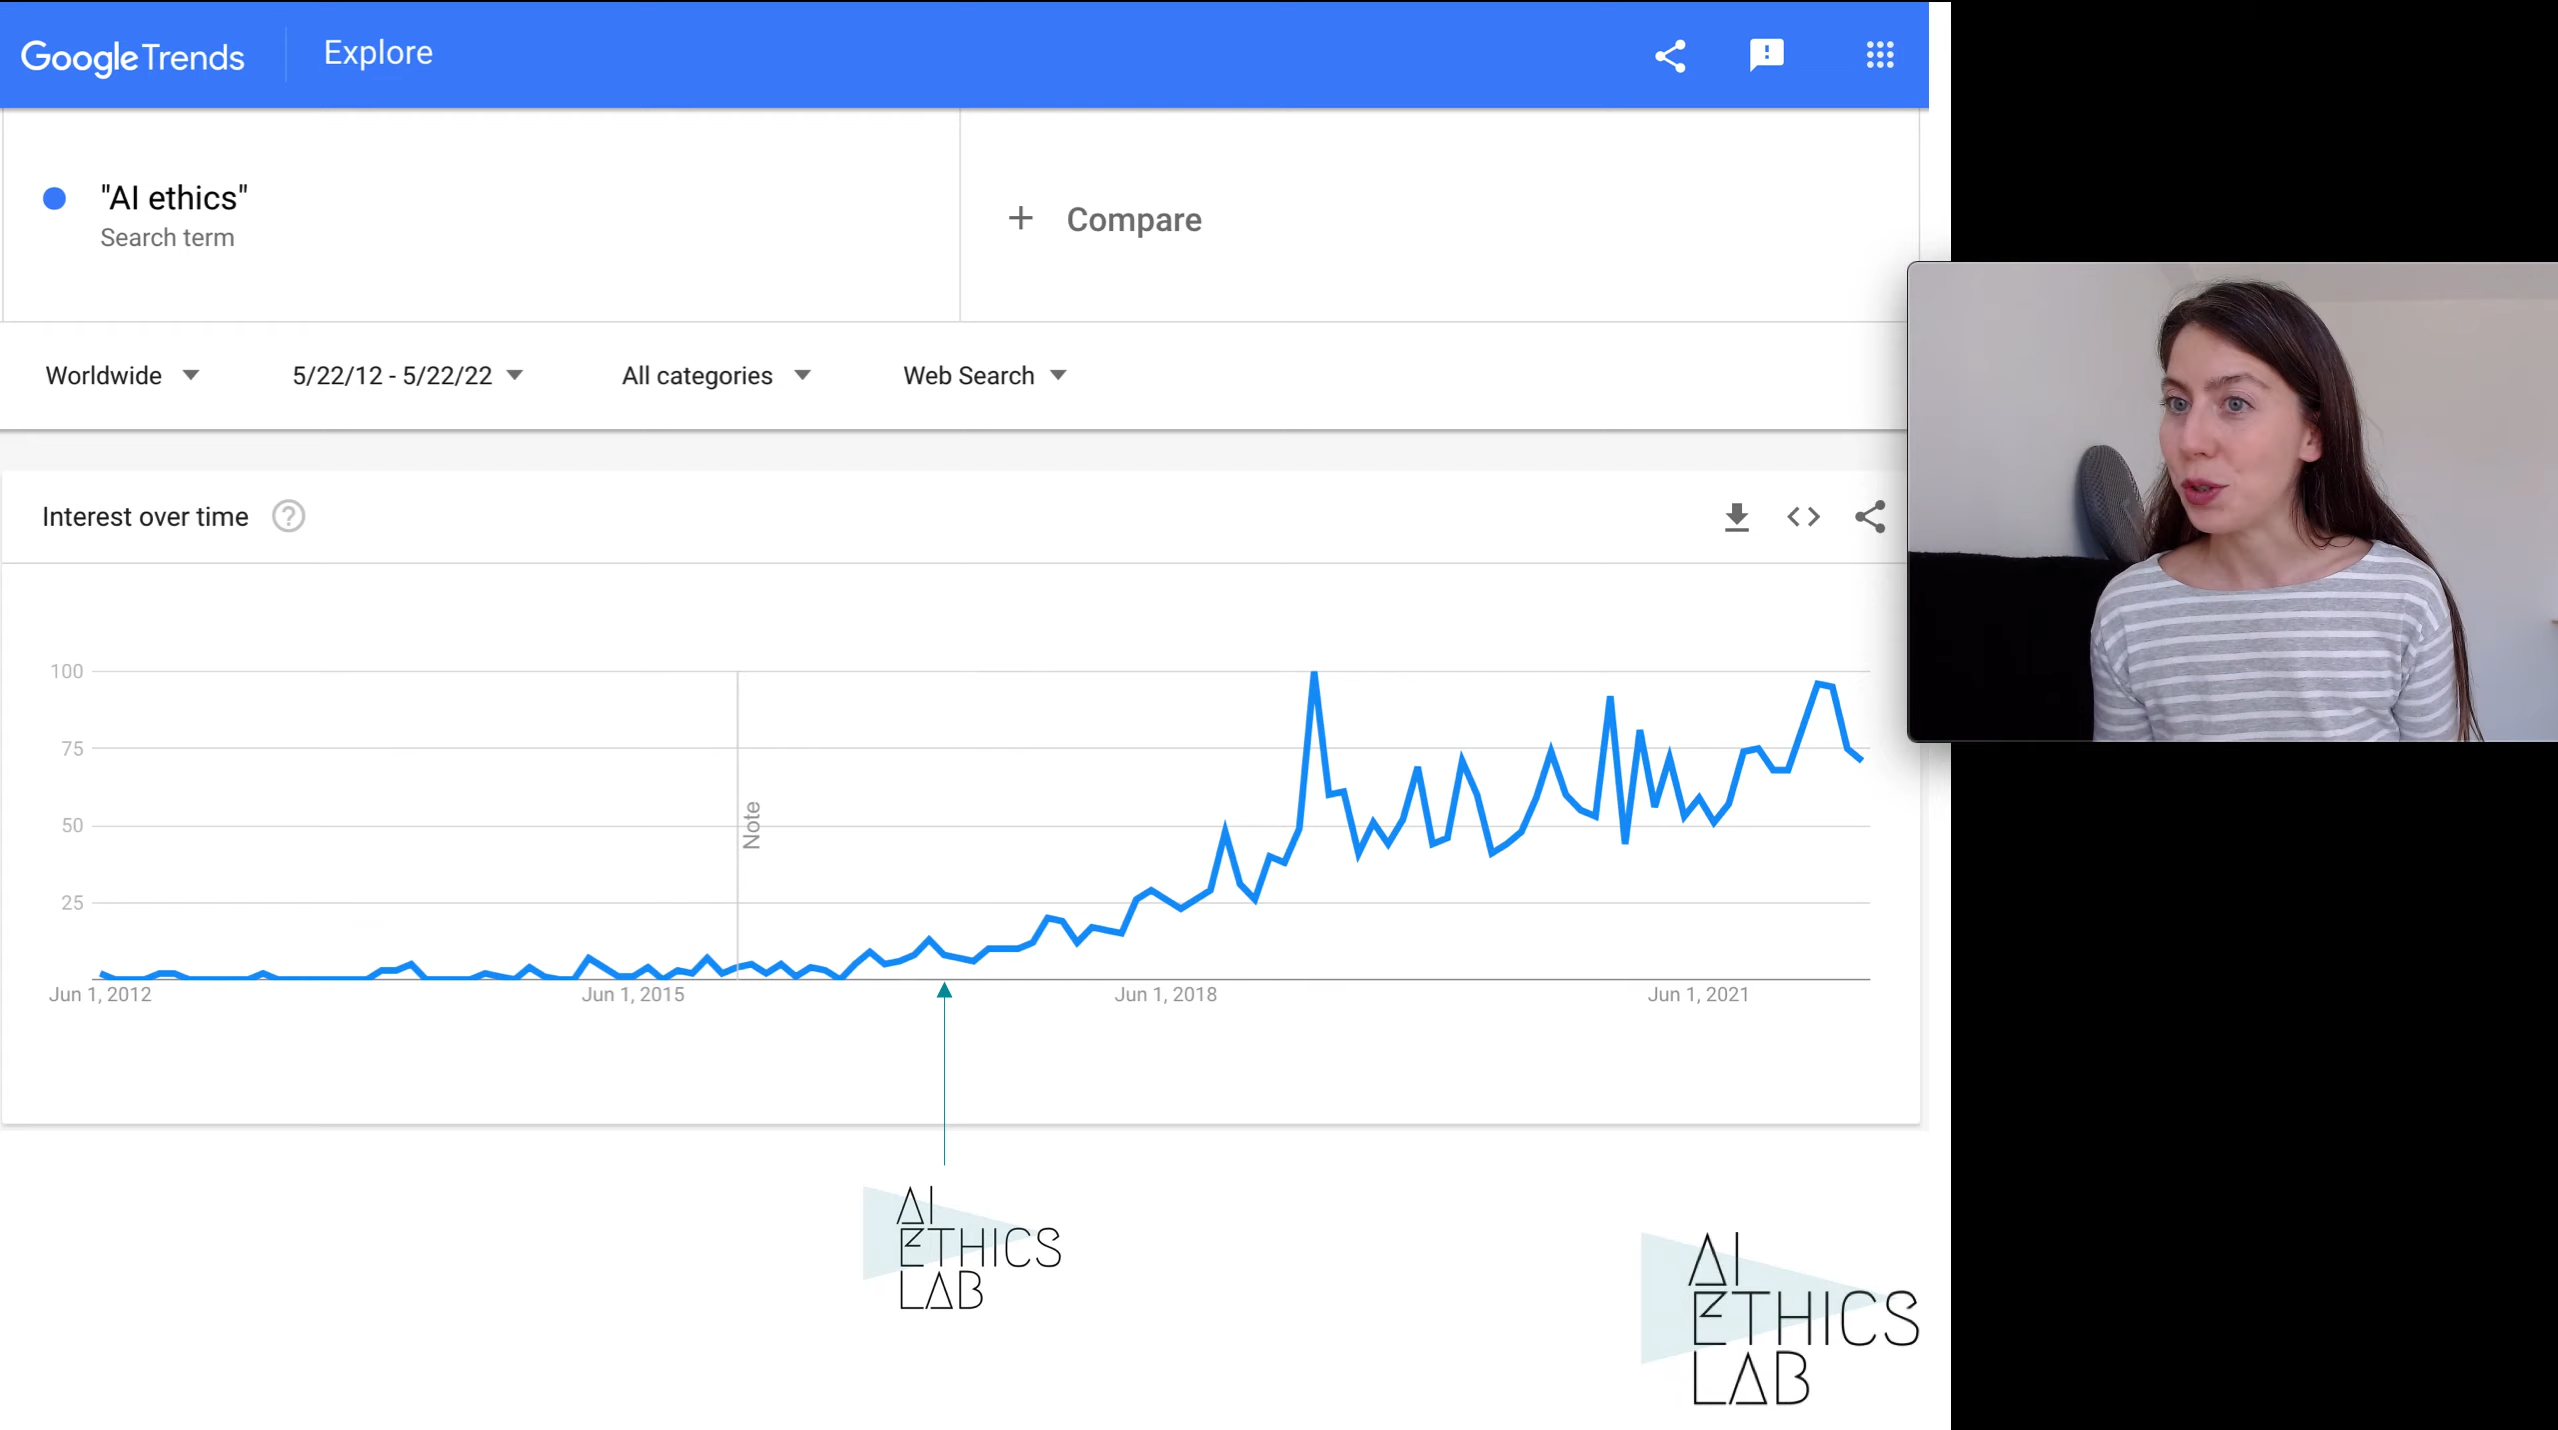 Google Trends
Explore
"AI ethics"
Search term
+ Compare
Worldwide
5/22/12 - 5/22/22
All categories
Web Search
Interest over time
100
75
50
25
Note
Jun 1, 2012
Jun 1, 2015
Jun 1, 2018
Jun 1, 2021
AI
ETHICS
LAB
AI
ETHICS
LAB